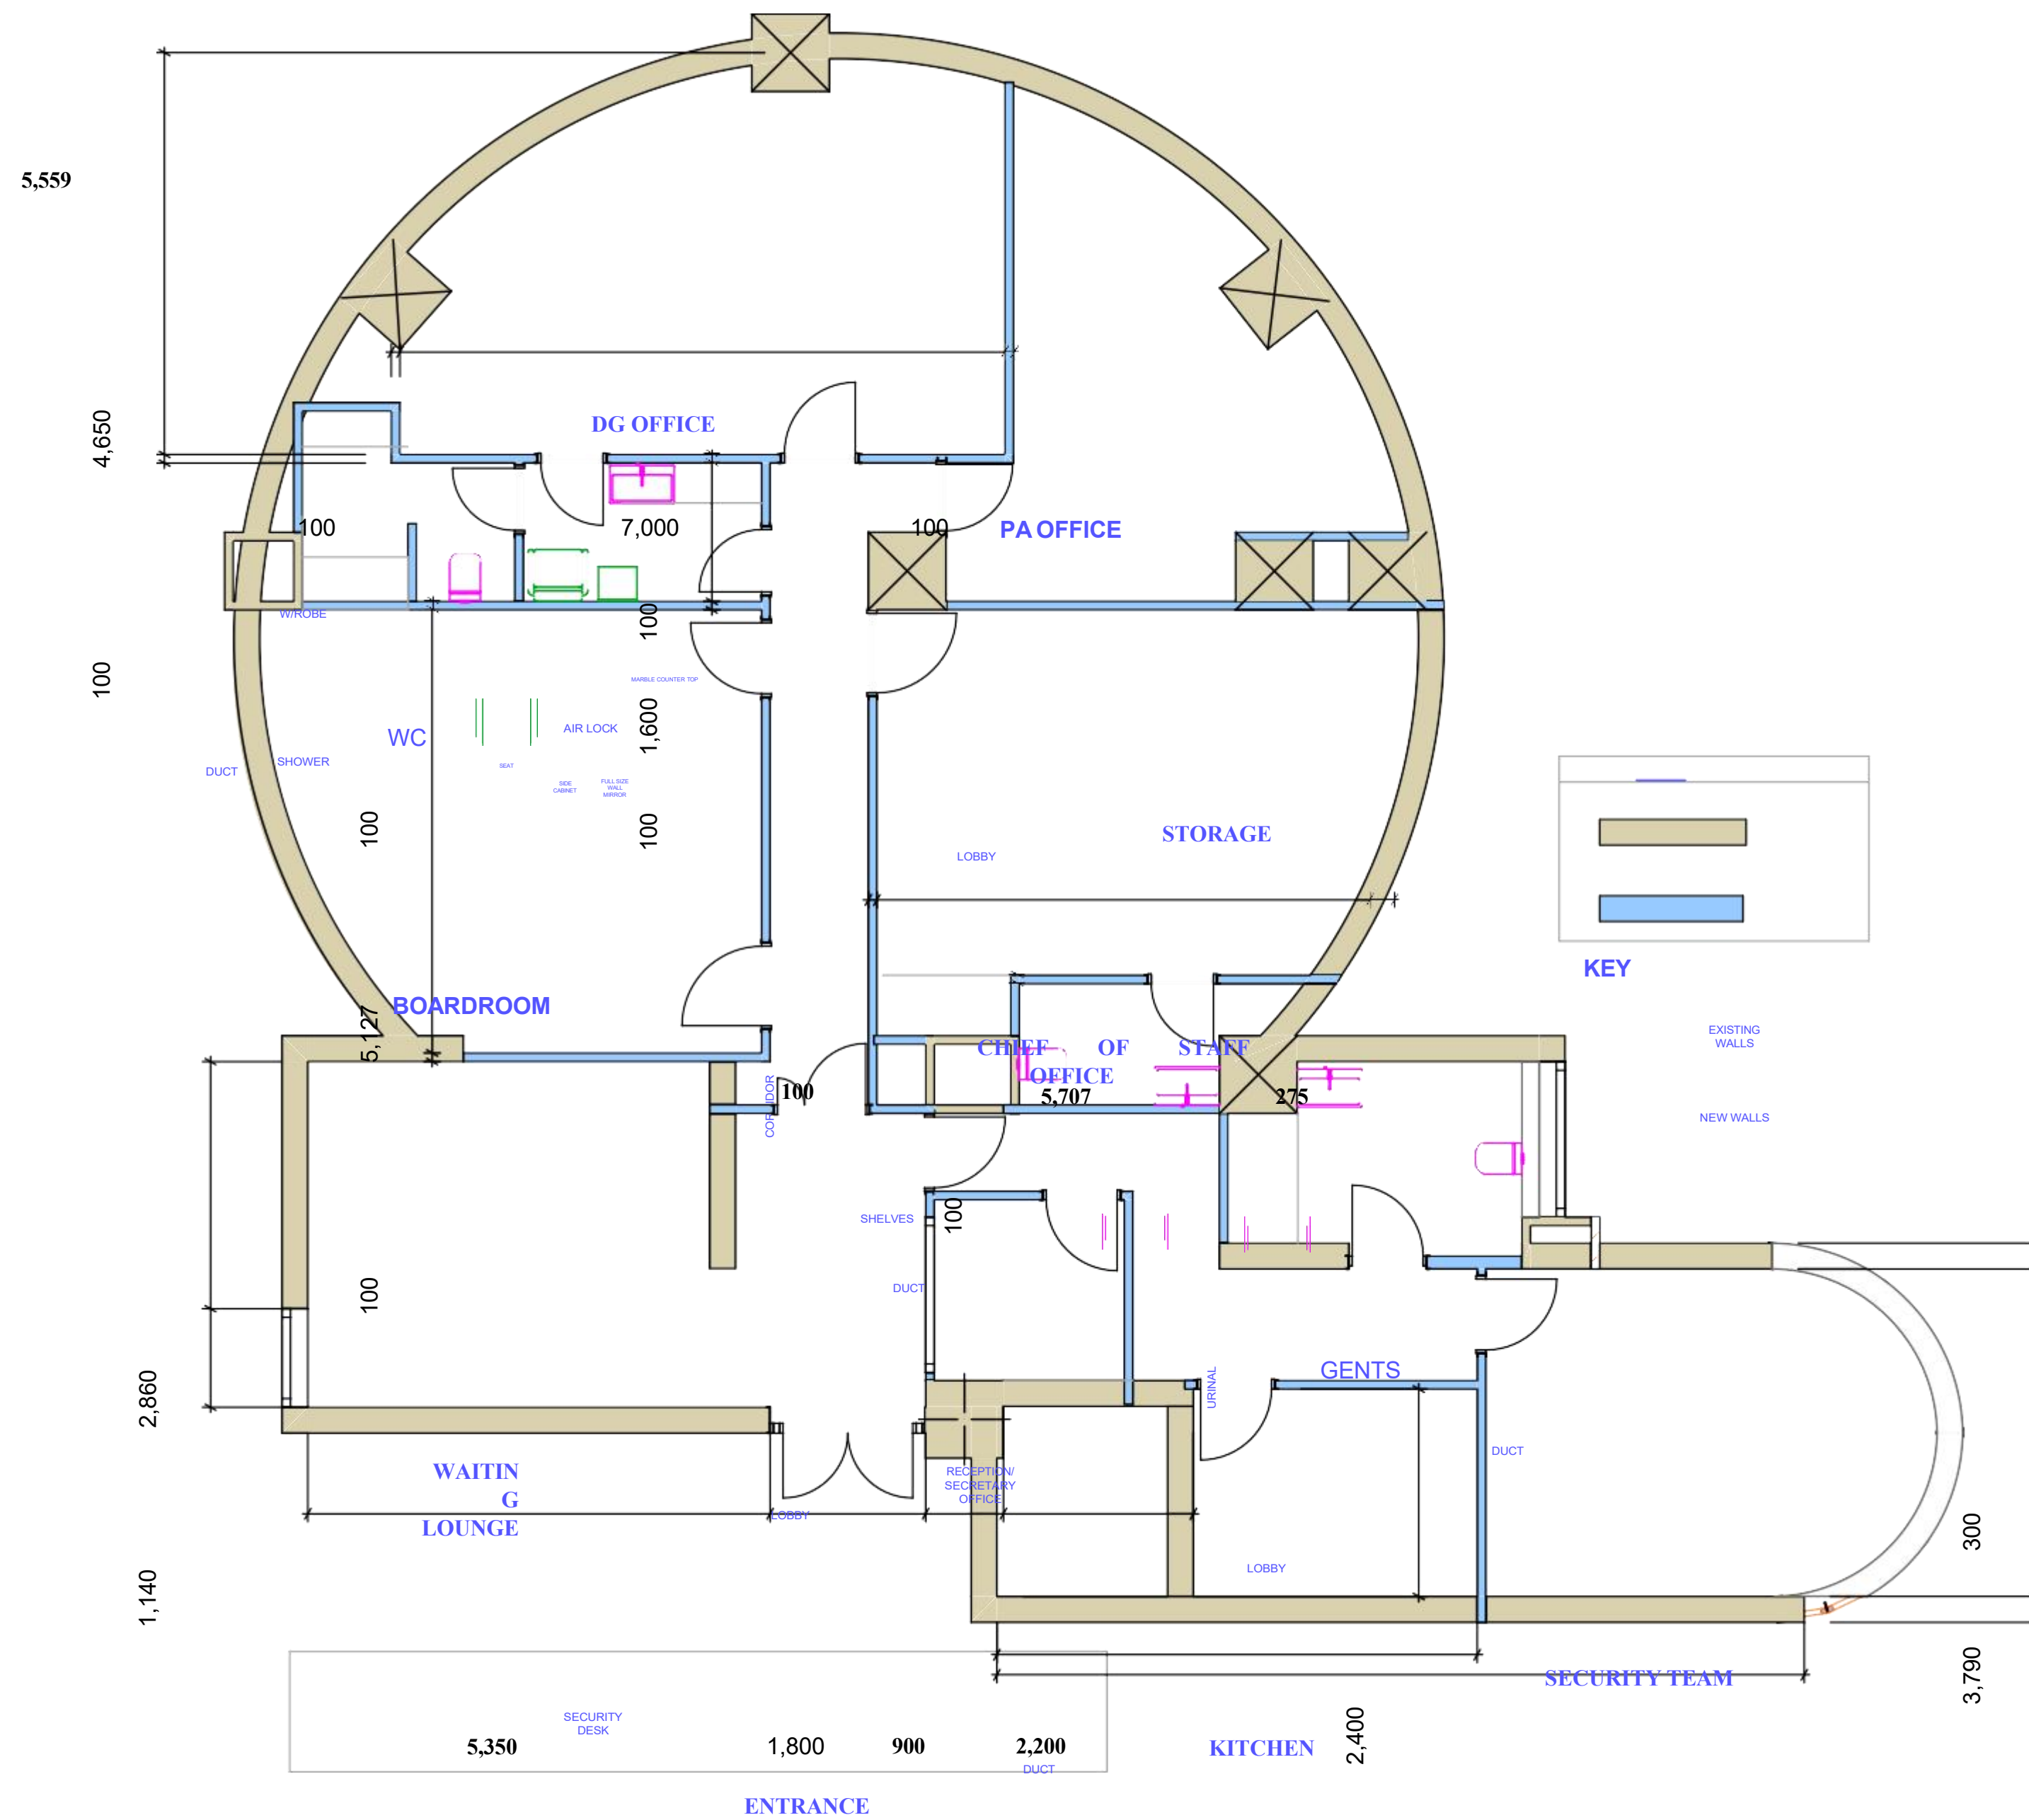 5,559
4,650
DG OFFICE
100
7,000
100
PA OFFICE
W/ROBE
100
100
MARBLE COUNTER TOP
WC
AIR LOCK
1,600
SHOWER
DUCT
SEAT
SIDE
CABINET
FULL SIZE
WALL
MIRROR
100
100
STORAGE
LOBBY
KEY
BOARDROOM
5,127
EXISTING
WALLS
CHIEF OF STAFF
OFFICE
100
5,707
275
CORRIDOR
NEW WALLS
SHELVES
100
DUCT
100
2,860
URINAL
GENTS
DUCT
WAITIN
G
LOUNGE
RECEPTION/
SECRETARY
OFFICE
LOBBY
300
LOBBY
1,140
SECURITY TEAM
3,790
SECURITY
DESK
5,350
1,800
900
2,200
KITCHEN
2,400
DUCT
ENTRANCE